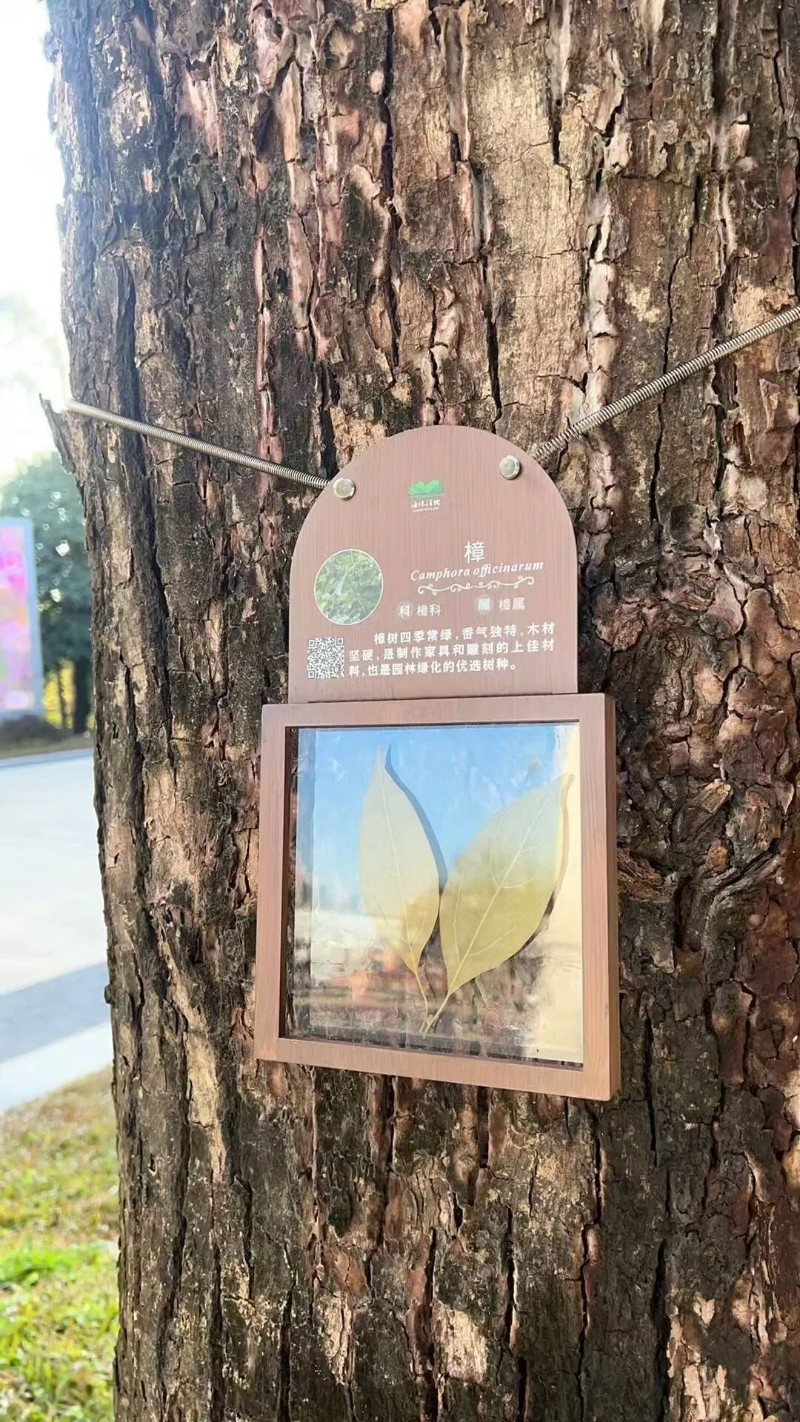 樟
Camphora officinarum
科 樟科 属 樟属
樟树四季常绿，香气独特，木材
坚硬，是制作家具和雕刻的上佳材
料，也是园林绿化的优选树种。